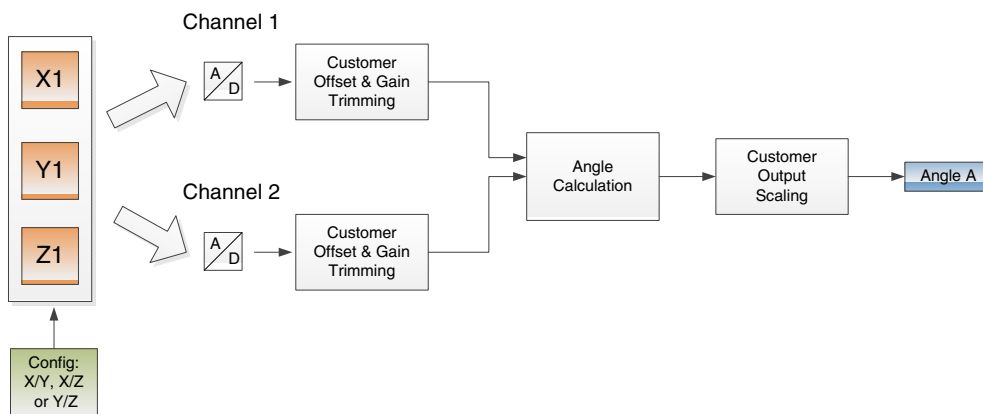 Channel 1
X1
Y1
Z1
A
D
Customer
Offset & Gain
Trimming
Channel 2
A
D
Customer
Offset & Gain
Trimming
Angle
Calculation
Customer
Output
Scaling
Angle A
Config:
X/Y, X/Z
or Y/Z